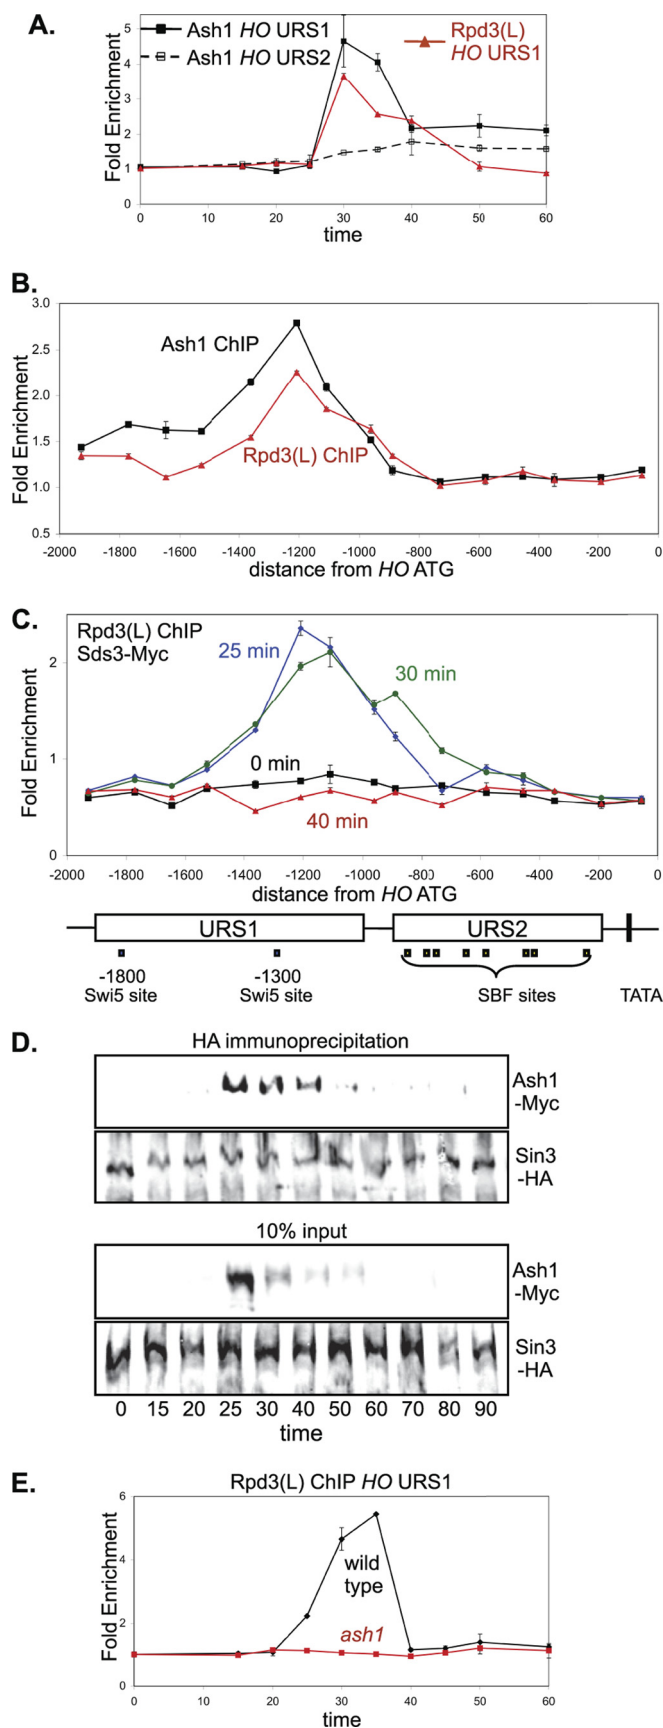 A.
Ash1 HO URS1
Ash1 HO URS2
Rpd3(L)
HO URS1
Fold Enrichment
5
4
3
2
1
0
0 10 20 30 40 50 60
time
B.
3.0
2.5
2.0
1.5
1.0
0.5
Fold Enrichment
Ash1 ChIP
Rpd3(L) ChIP
-2000 -1800 -1600 -1400 -1200 -1000 -800 -600 -400 -200 0
distance from HO ATG
C.
Rpd3(L) ChIP
Sds3-Myc
25 min
30 min
0 min
40 min
Fold Enrichment
2
1
0
-2000 -1800 -1600 -1400 -1200 -1000 -800 -600 -400 -200 0
distance from HO ATG
URS1 URS2
-1800 -1300
Swi5 site Swi5 site SBF sites TATA
D.
HA immunoprecipitation
Ash1
-Myc
Sin3
-HA
10% input
Ash1
-Myc
Sin3
-HA
0 15 20 25 30 40 50 60 70 80 90
time
E.
Rpd3(L) ChIP HO URS1
Fold Enrichment
6
4
2
0
wild
type
ash1
0 10 20 30 40 50 60
time